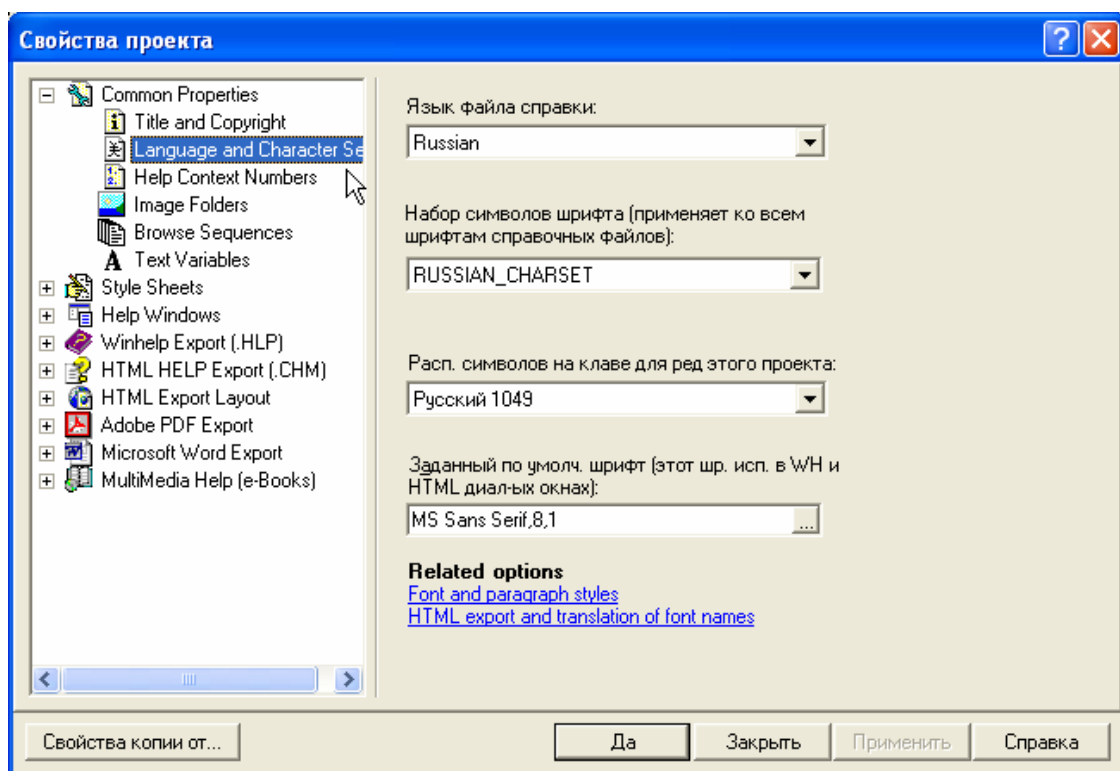 Свойства проекта
Common Properties
Title and Copyright
Language and Character Se
Help Context Numbers
Image Folders
Browse Sequences
Text Variables
Style Sheets
Help Windows
Winhelp Export (.HLP)
HTML HELP Export (.CHM)
HTML Export Layout
Adobe PDF Export
Microsoft Word Export
MultiMedia Help (e-Books)
Язык файла справки:
Russian
Набор символов шрифта (применяет ко всем
шрифтам справочных файлов):
RUSSIAN_CHARSET
Расп. символов на клаве для ред этого проекта:
Русский 1049
Заданный по умолч. шрифт (этот шр. исп. в WH и
HTML диал-ых окнах):
MS Sans Serif,8,1
...
Related options
Font and paragraph styles
HTML export and translation of font names
Свойства копии от...
Да
Закрыть
Применить
Справка